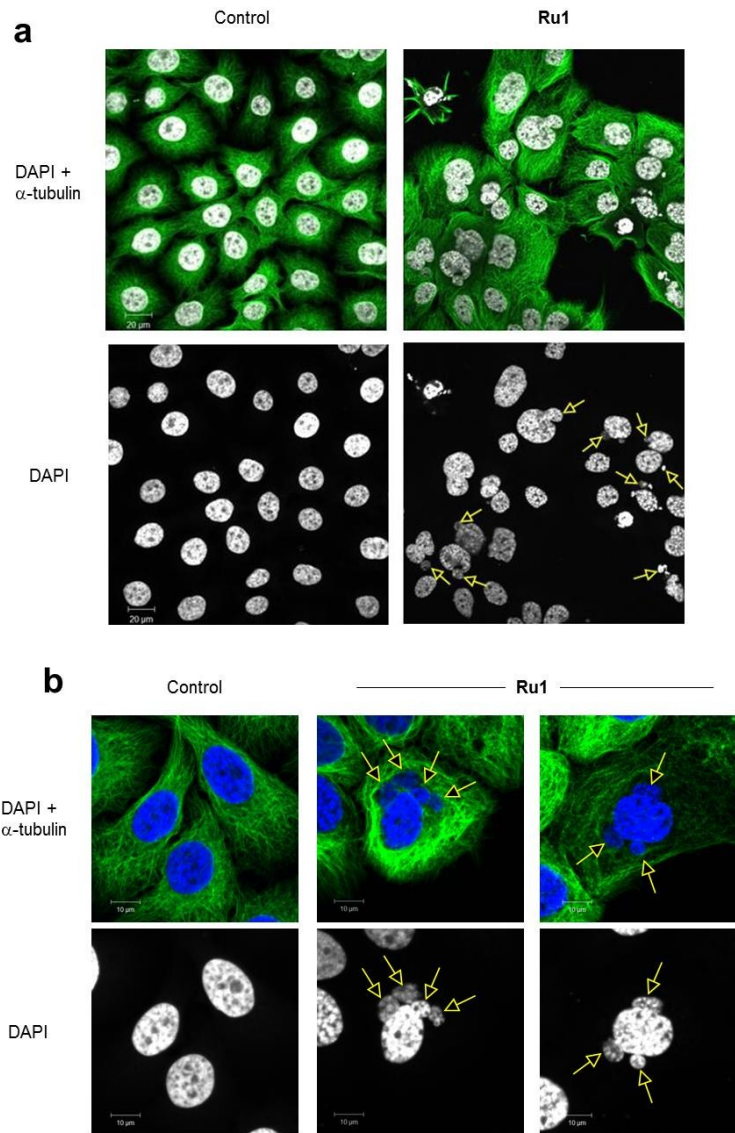 a
Control Ru1
DAPI +
α-tubulin
20 μm
DAPI
20 μm
b
Control Ru1
DAPI +
α-tubulin
10 μm 10 μm 10 μm
DAPI
10 μm 10 μm 10 μm